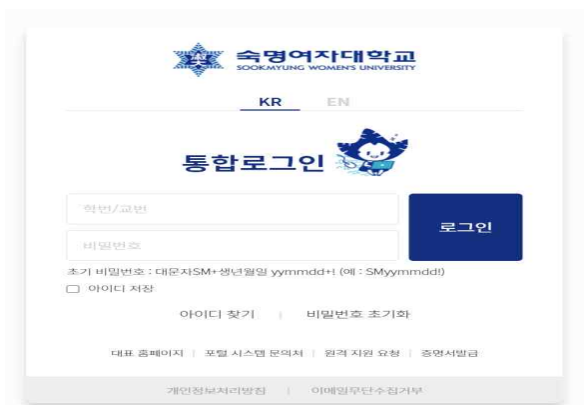 숙명여자대학교
SOOKMYUNG WOMEN'S UNIVERSITY
KR EN
통합로그인
학번/교번
로그인
비밀번호
초기 비밀번호 : 대문자SM+생년월일 yymmdd+! (예 : SMyymmdd!)
아이디 저장
아이디 찾기 | 비밀번호 초기화
대표 홈페이지 | 포털 시스템 문의처 | 원격 지원 요청 | 증명서발급
개인정보처리방침 | 이메일무단수집거부